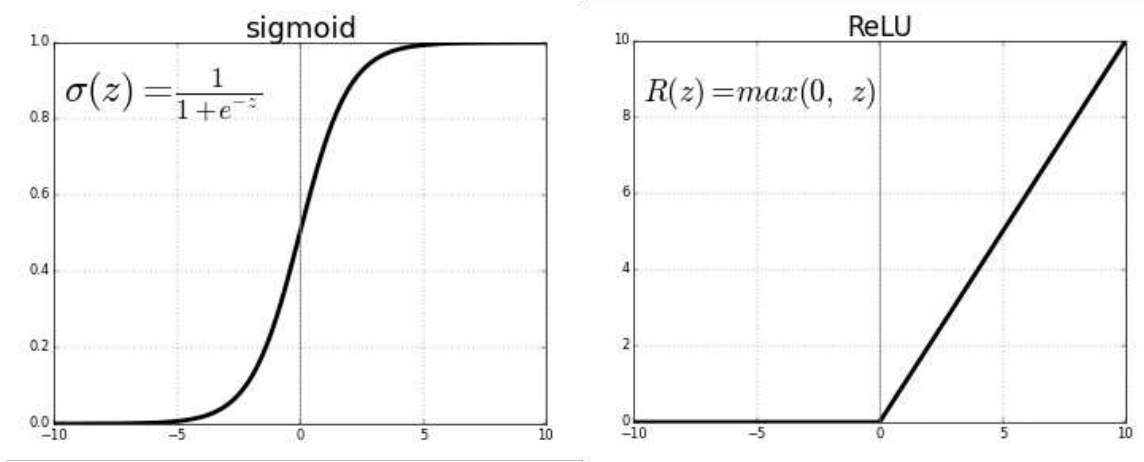 sigmoid
σ(z) = 1/(1+e^{-z})
1.0
0.8
0.6
0.4
0.2
0.0
−10 −5 0 5 10
ReLU
R(z) = max(0, z)
10
8
6
4
2
0
−10 −5 0 5 10